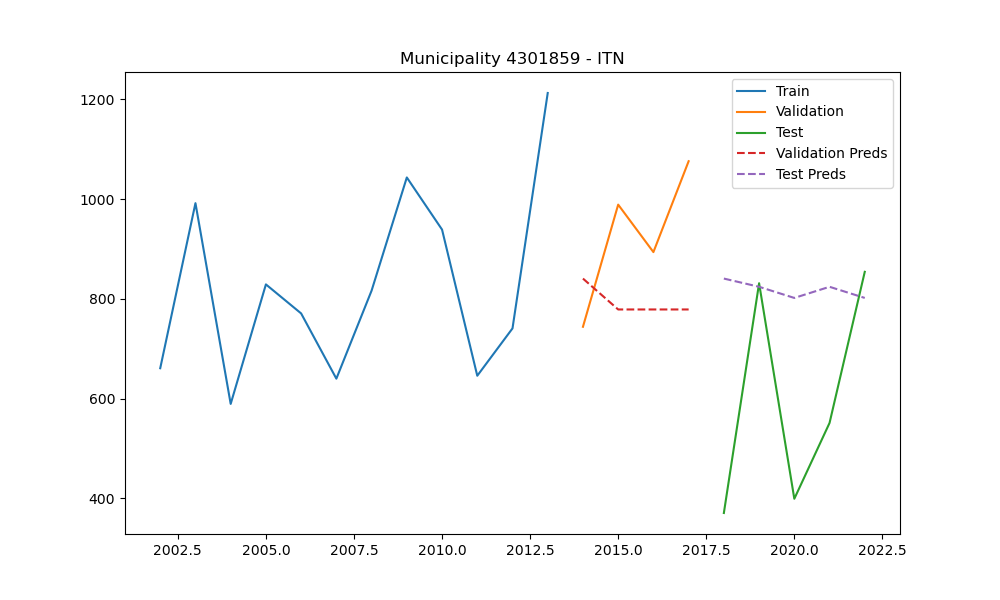 Municipality 4301859 - ITN
1200
1000
800
600
400
Train
Validation
Test
Validation Preds
Test Preds
2002.5
2005.0
2007.5
2010.0
2012.5
2015.0
2017.5
2020.0
2022.5